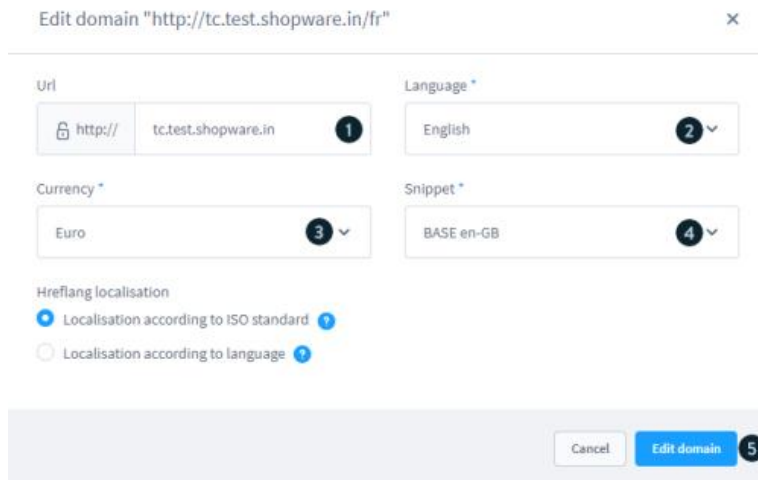 Edit domain "http://tc.test.shopware.in/fr" ×
Url Language *
http:// tc.test.shopware.in 1 English 2
Currency * Snippet *
Euro 3 BASE en-GB 4
Hreflang localisation
Localisation according to ISO standard ?
Localisation according to language ?
Cancel Edit domain 5